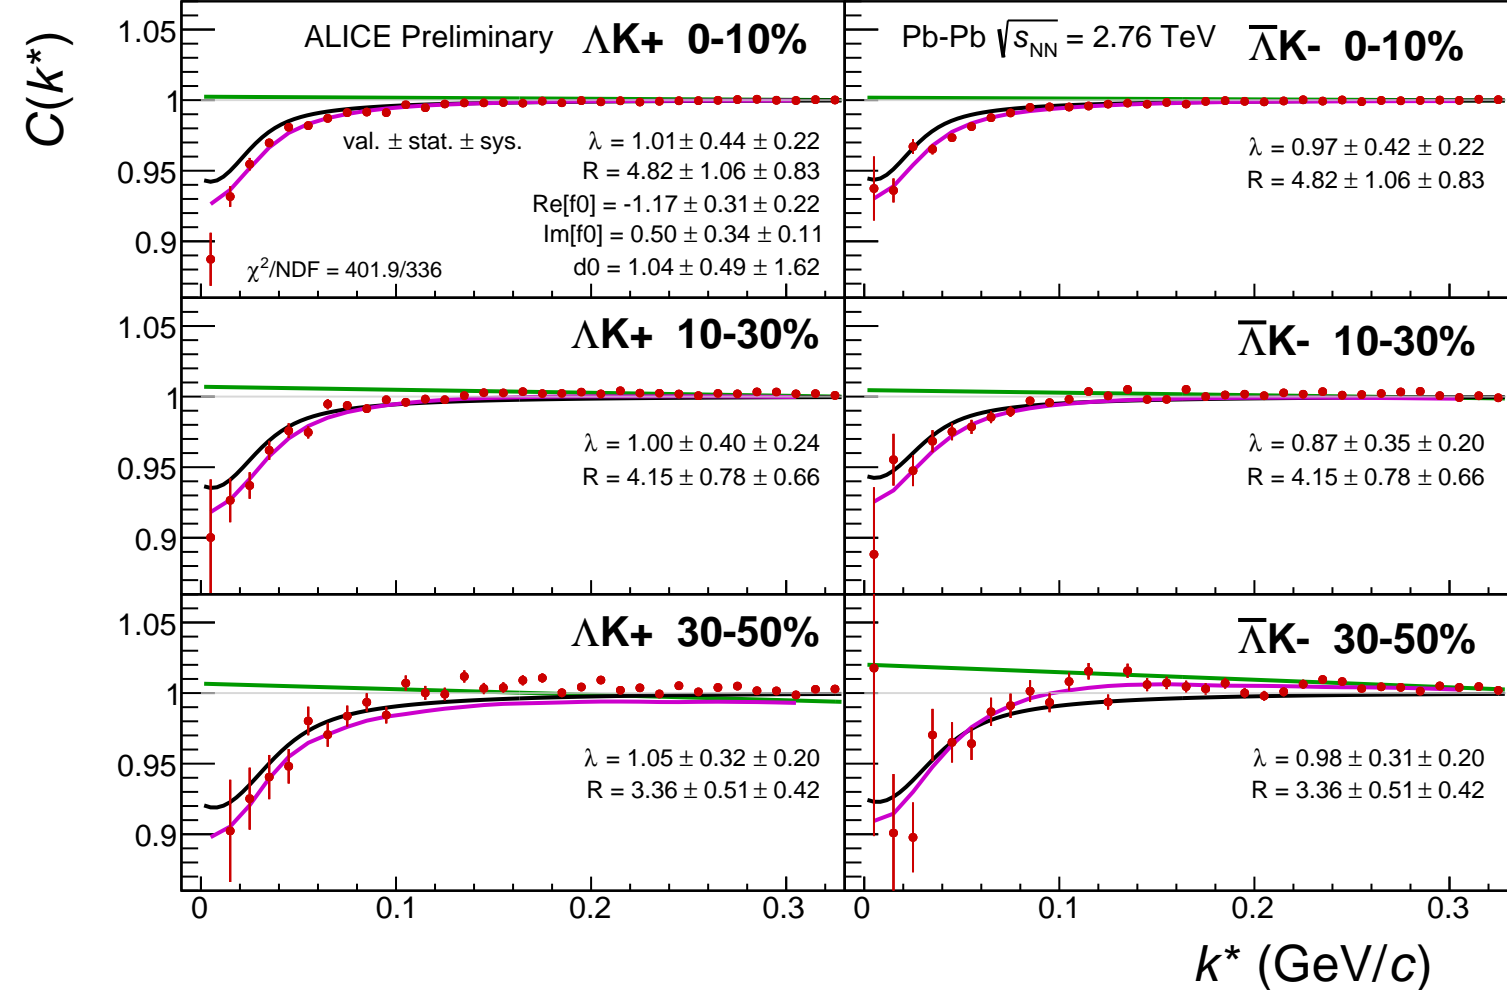 C(k*)
ALICE Preliminary ΛK+ 0-10%
val. ± stat. ± sys.
λ = 1.01 ± 0.44 ± 0.22
R = 4.82 ± 1.06 ± 0.83
Re[f0] = -1.17 ± 0.31 ± 0.22
Im[f0] = 0.50 ± 0.34 ± 0.11
d0 = 1.04 ± 0.49 ± 1.62
χ²/NDF = 401.9/336
1.05
1
0.95
0.9
Pb-Pb √sNN = 2.76 TeV Λ̅K- 0-10%
λ = 0.97 ± 0.42 ± 0.22
R = 4.82 ± 1.06 ± 0.83
ΛK+ 10-30%
λ = 1.00 ± 0.40 ± 0.24
R = 4.15 ± 0.78 ± 0.66
1.05
1
0.95
0.9
Λ̅K- 10-30%
λ = 0.87 ± 0.35 ± 0.20
R = 4.15 ± 0.78 ± 0.66
ΛK+ 30-50%
λ = 1.05 ± 0.32 ± 0.20
R = 3.36 ± 0.51 ± 0.42
1.05
1
0.95
0.9
Λ̅K- 30-50%
λ = 0.98 ± 0.31 ± 0.20
R = 3.36 ± 0.51 ± 0.42
0 0.1 0.2 0.3
0 0.1 0.2 0.3
k* (GeV/c)